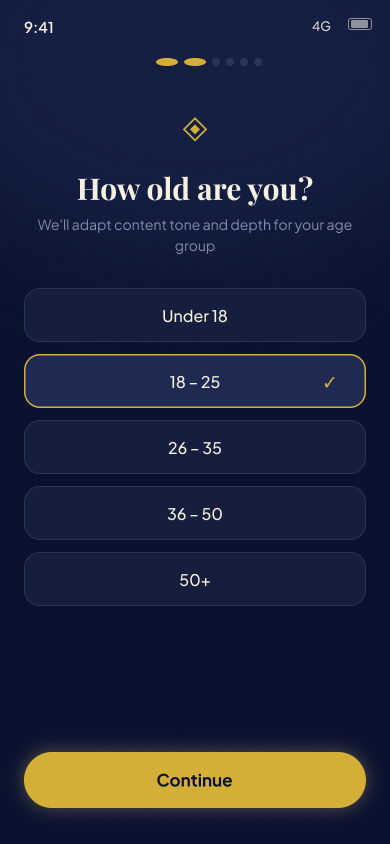 9:41
4G
How old are you?
We'll adapt content tone and depth for your age
group
Under 18
18 – 25
✓
26 – 35
36 – 50
50+
Continue